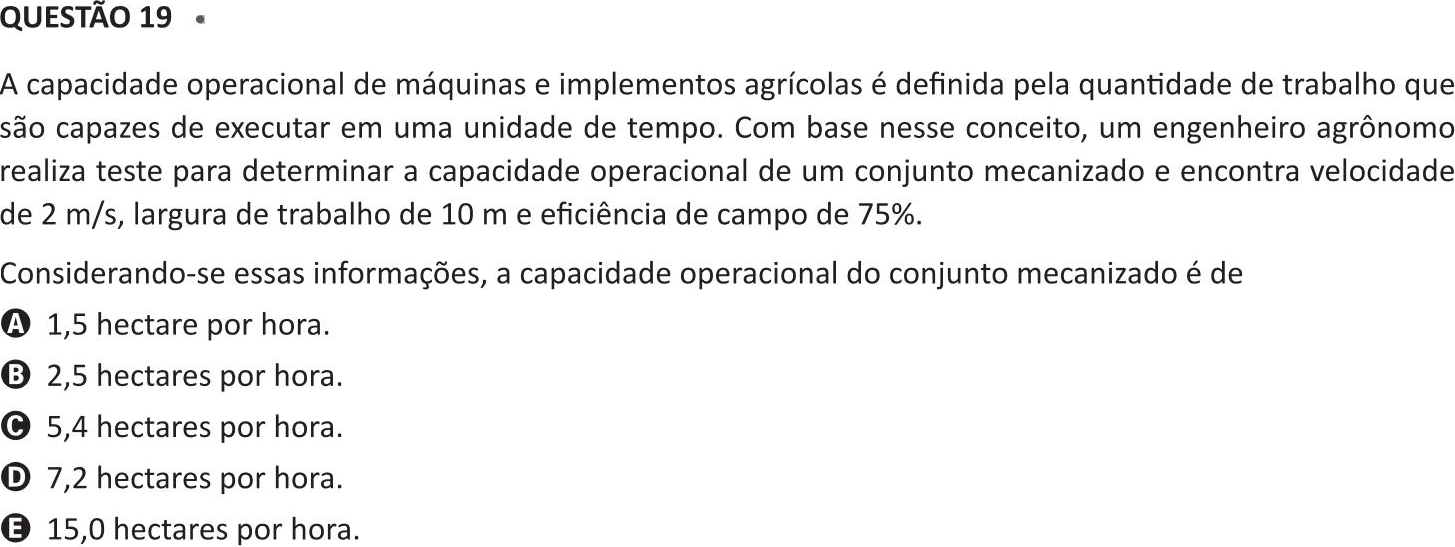 QUESTÃO 19
A capacidade operacional de máquinas e implementos agrícolas é definida pela quantidade de trabalho que
são capazes de executar em uma unidade de tempo. Com base nesse conceito, um engenheiro agrônomo
realiza teste para determinar a capacidade operacional de um conjunto mecanizado e encontra velocidade
de 2 m/s, largura de trabalho de 10 m e eficiência de campo de 75%.
Considerando-se essas informações, a capacidade operacional do conjunto mecanizado é de
A 1,5 hectare por hora.
B 2,5 hectares por hora.
C 5,4 hectares por hora.
D 7,2 hectares por hora.
E 15,0 hectares por hora.